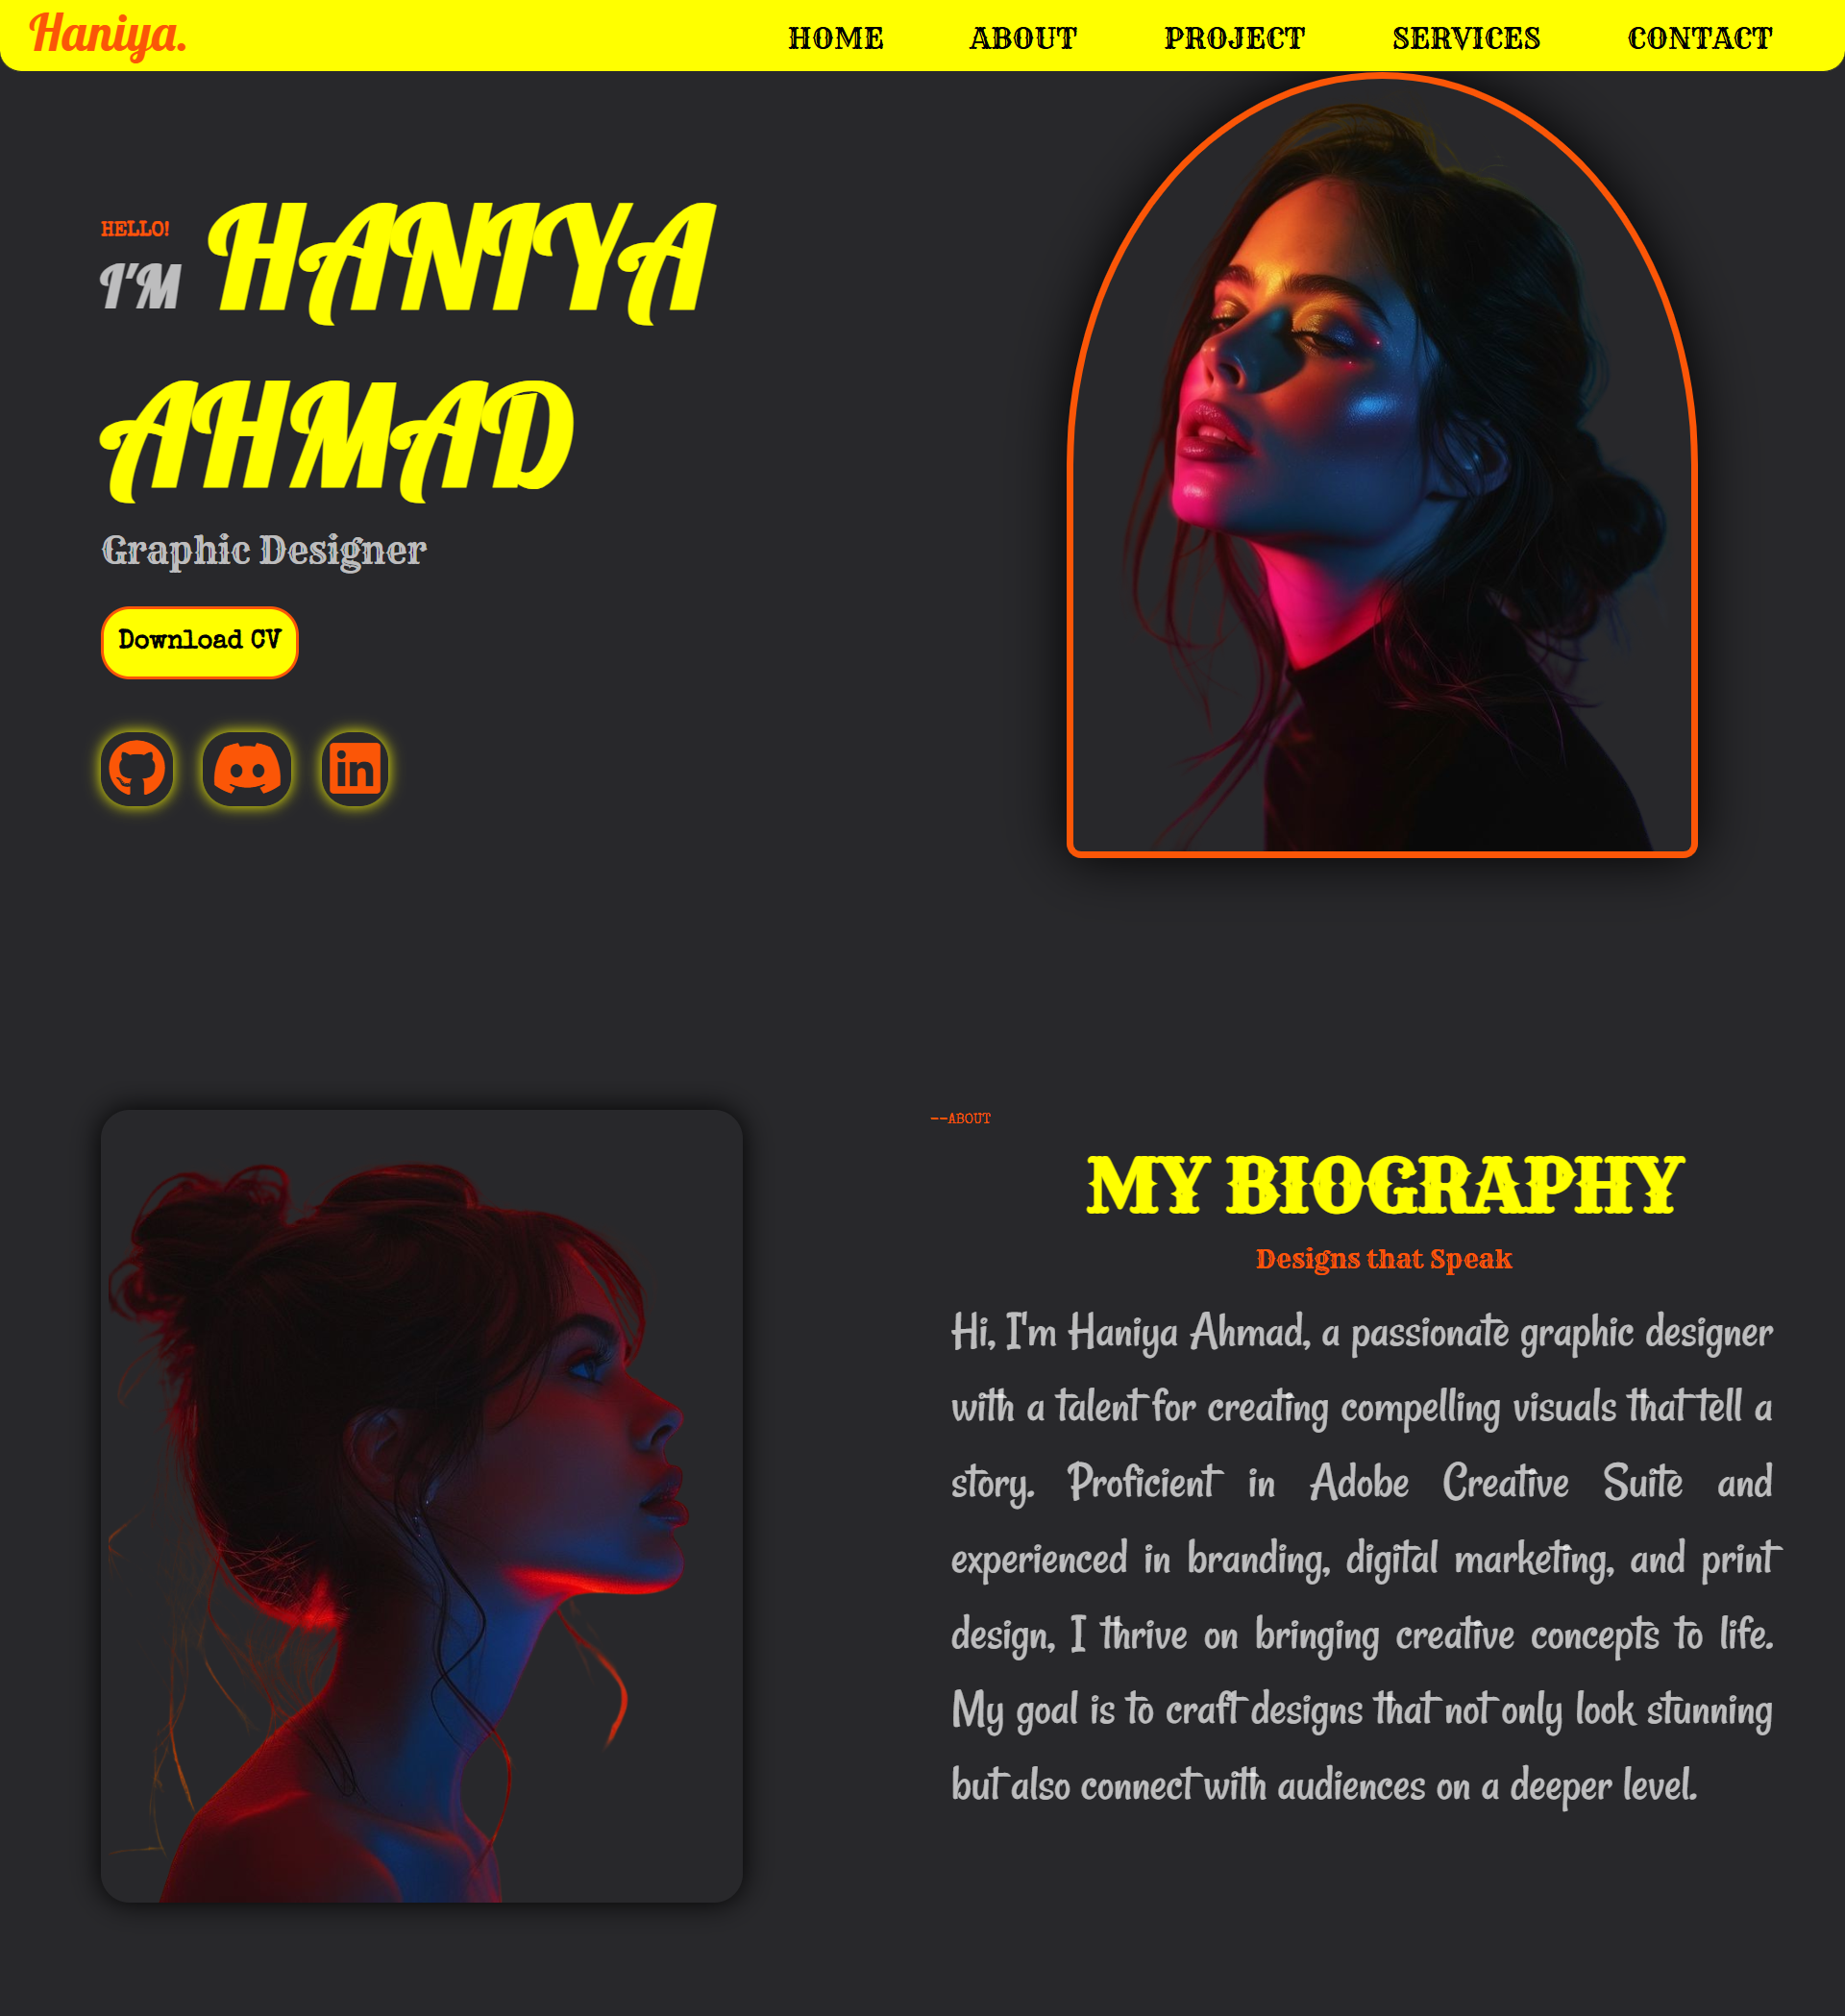 Haniya.
HOME ABOUT PROJECT SERVICES CONTACT
HELLO!
I'M HANIYA
AHMAD
Graphic Designer
Download CV
in
--ABOUT
MY BIOGRAPHY
Designs that Speak
Hi, I'm Haniya Ahmad, a passionate graphic designer
with a talent for creating compelling visuals that tell a
story. Proficient in Adobe Creative Suite and
experienced in branding, digital marketing, and print
design, I thrive on bringing creative concepts to life.
My goal is to craft designs that not only look stunning
but also connect with audiences on a deeper level.